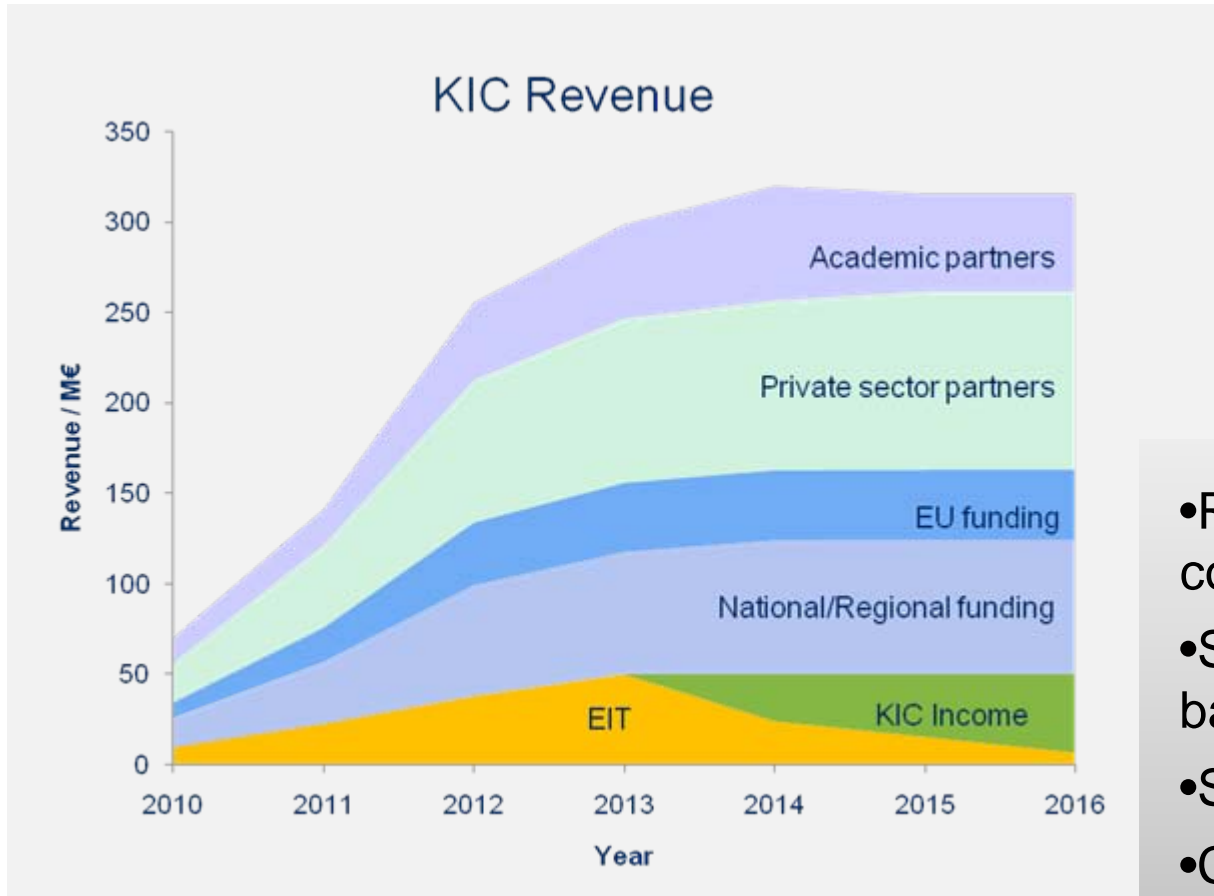 KIC Revenue
350
300
250
200
150
100
50
0
Revenue / M€
Academic partners
Private sector partners
EU funding
National/Regional funding
KIC Income
EIT
2010 2011 2012 2013 2014 2015 2016
Year